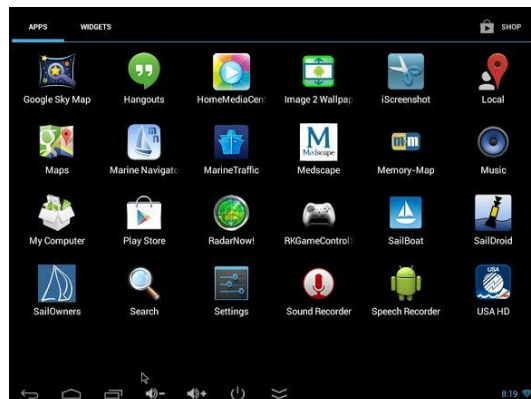 APPS WIDGETS SHOP
Google Sky Map Hangouts HomeMediaCent Image 2 Wallpap iScreenshot Local
Maps Marine Navigato MarineTraffic Medscape Memory-Map Music
My Computer Play Store RadarNow! RKGameControlS SailBoat SailDroid
SailOwners Search Settings Sound Recorder Speech Recorder USA HD
8:19